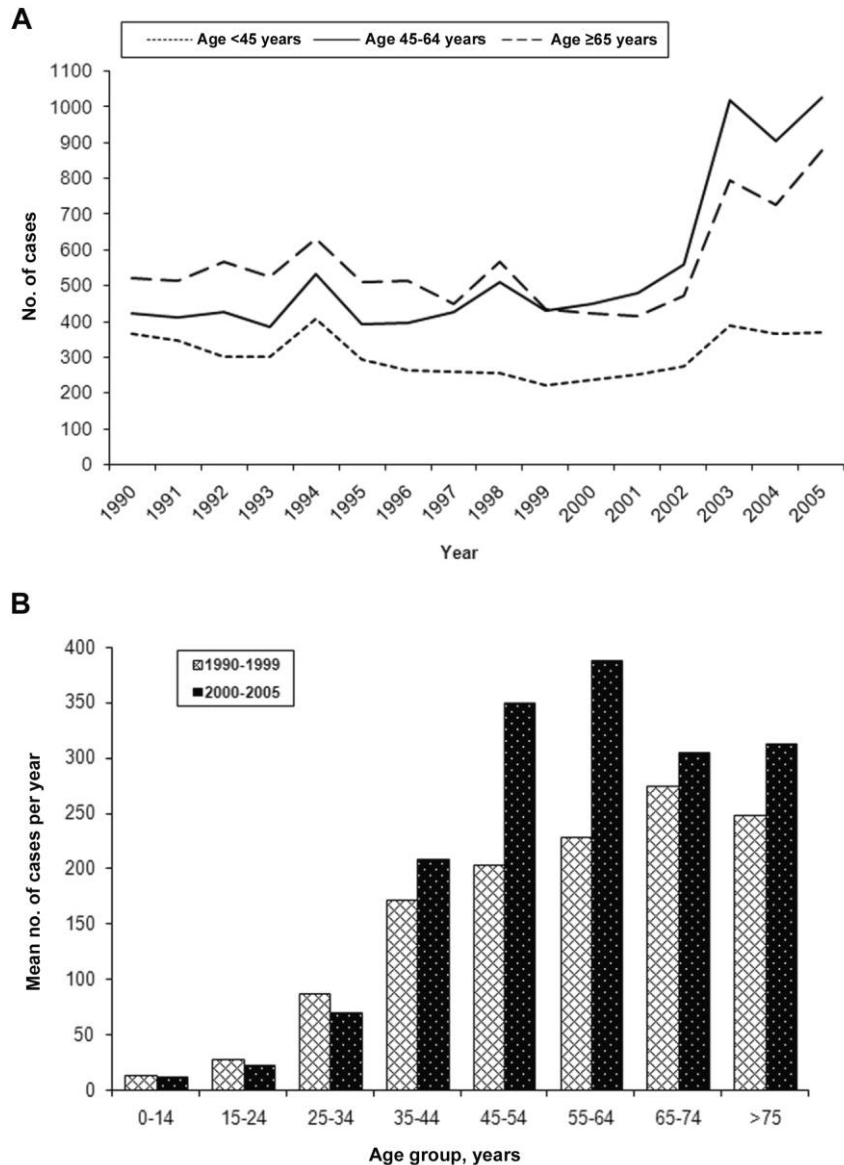 A
Age <45 years Age 45-64 years Age ≥65 years
1100
1000
900
800
700
600
500
400
300
200
100
0
No. of cases
1990 1991 1992 1993 1994 1995 1996 1997 1998 1999 2000 2001 2002 2003 2004 2005
Year
B
400
350
300
250
200
150
100
50
0
Mean no. of cases per year
1990-1999
2000-2005
0-14 15-24 25-34 35-44 45-54 55-64 65-74 >75
Age group, years